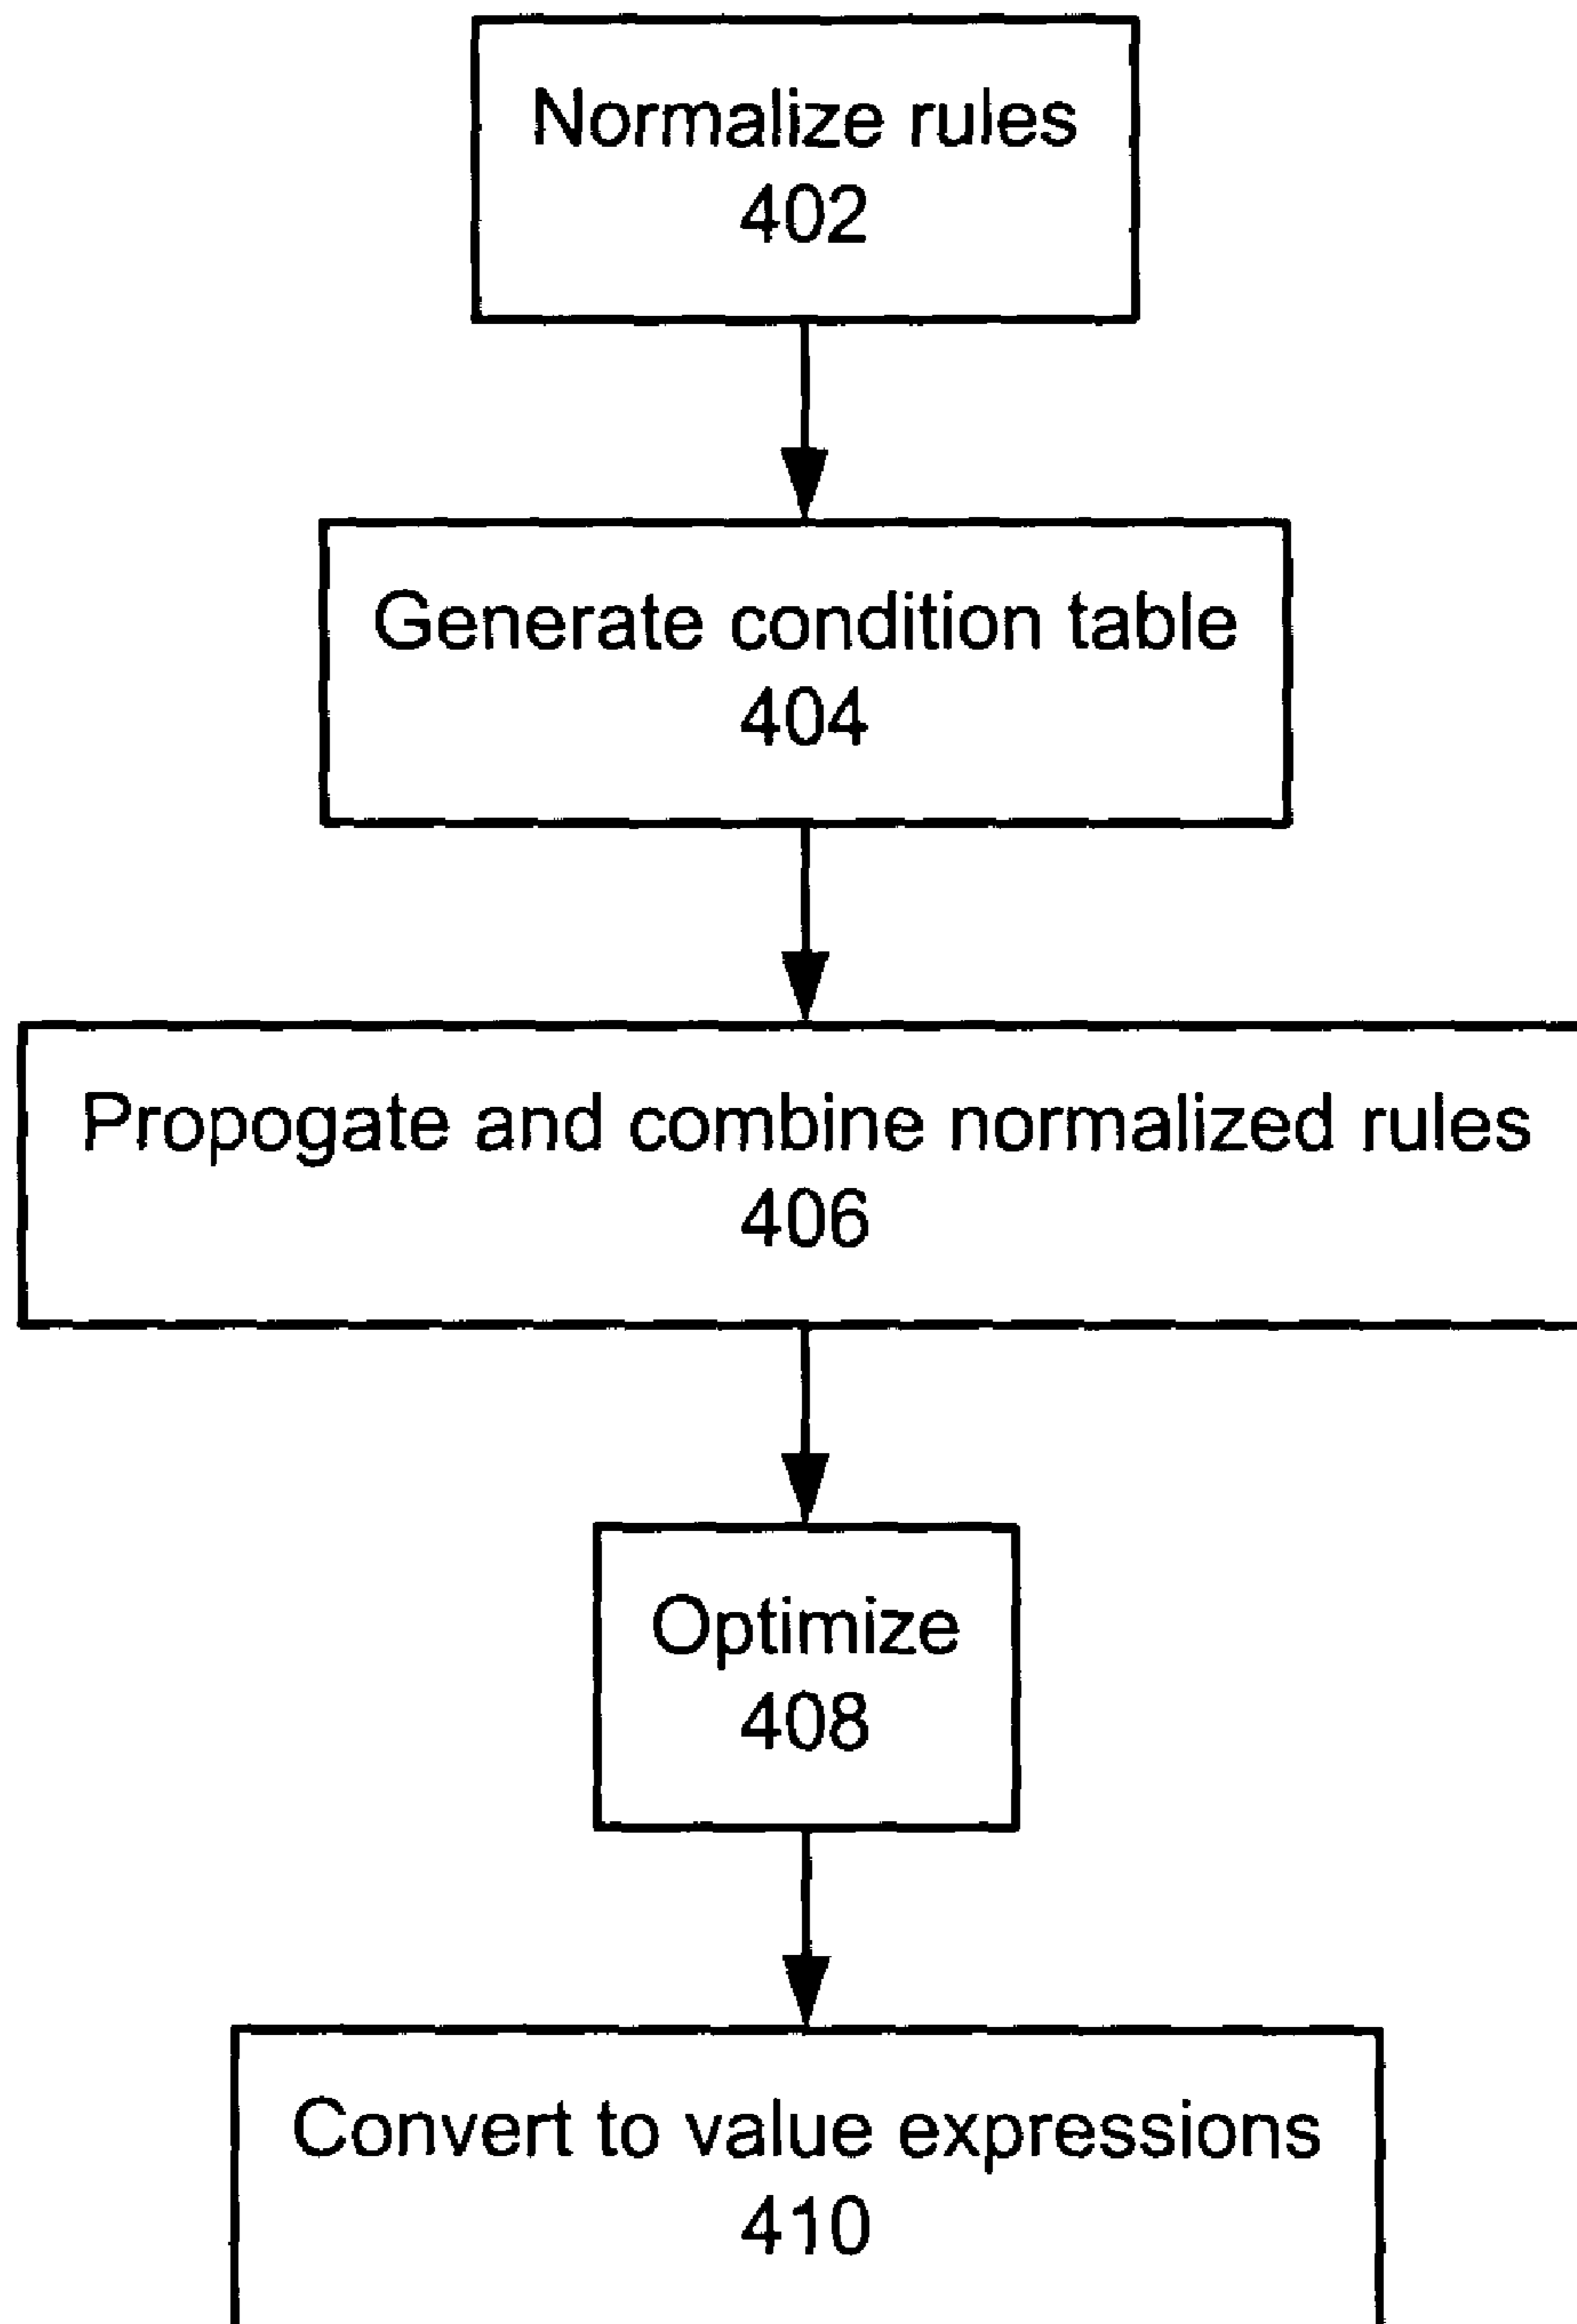 Normalize rules
402
Generate condition table
404
Propogate and combine normalized rules
406
Optimize
408
Convert to value expressions
410